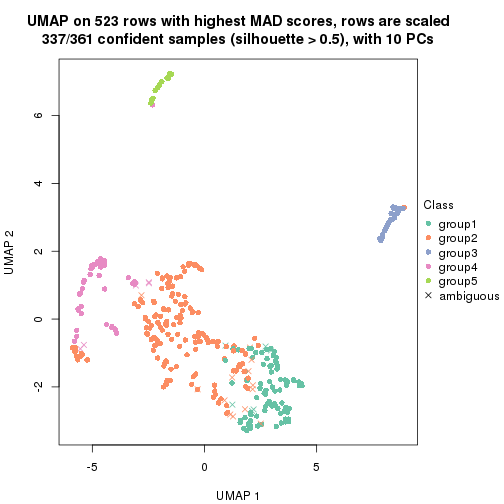 UMAP on 523 rows with highest MAD scores, rows are scaled
337/361 confident samples (silhouette > 0.5), with 10 PCs
6
4
2
0
-2
UMAP 2
-5
0
5
UMAP 1
Class
group1
group2
group3
group4
group5
ambiguous